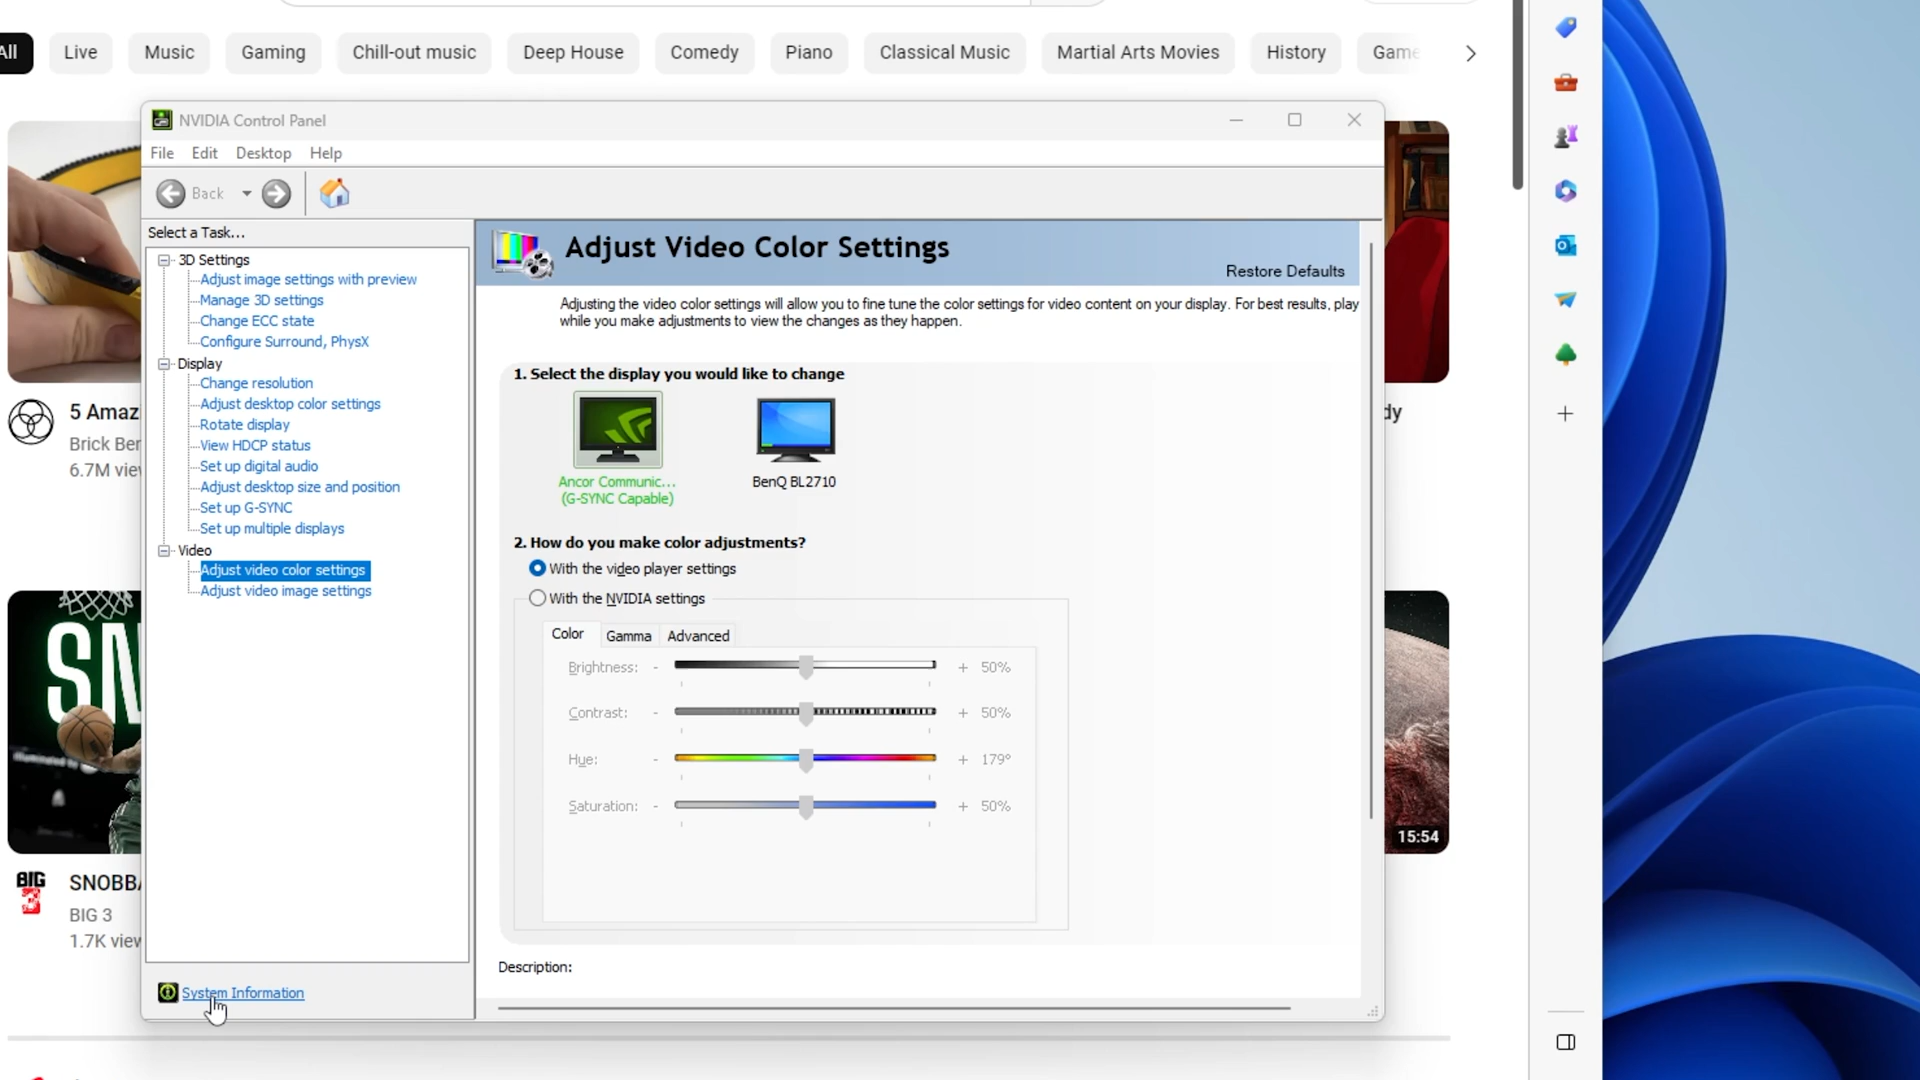 All
Live
Music
Gaming
Chill-out music
Deep House
Comedy
Piano
Classical Music
Martial Arts Movies
History
Game
NVIDIA Control Panel
File Edit Desktop Help
Back
Select a Task...
3D Settings
Adjust image settings with preview
Manage 3D settings
Change ECC state
Configure Surround, PhysX
Display
Change resolution
Adjust desktop color settings
Rotate display
View HDCP status
Set up digital audio
Adjust desktop size and position
Set up G-SYNC
Set up multiple displays
Video
Adjust video color settings
Adjust video image settings
System Information
Adjust Video Color Settings
Restore Defaults
Adjusting the video color settings will allow you to fine tune the color settings for video content on your display. For best results, play
while you make adjustments to view the changes as they happen.
1. Select the display you would like to change
Ancor Communic...
(G-SYNC Capable)
BenQ BL2710
2. How do you make color adjustments?
With the video player settings
With the NVIDIA settings
Color Gamma Advanced
Brightness: - + 50%
Contrast: - + 50%
Hue: - + 179°
Saturation: - + 50%
Description:
5 Amaz
Brick Ber
6.7M view
dy
SN
BIG
3
SNOBBA
BIG 3
1.7K view
15:54